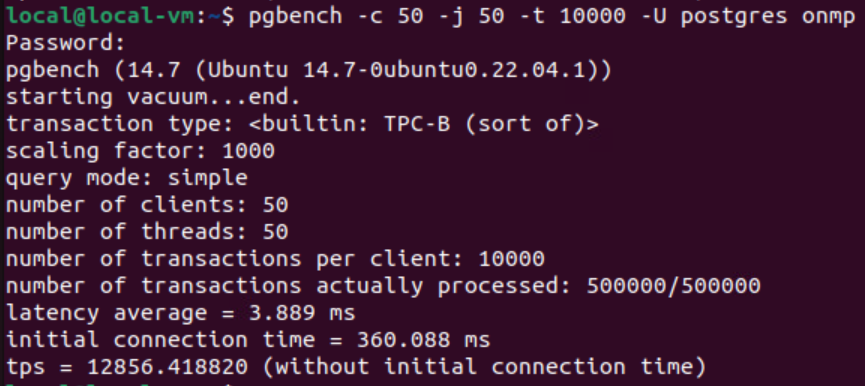 local@local-vm:~$ pgbench -c 50 -j 50 -t 10000 -U postgres onmp
Password:
pgbench (14.7 (Ubuntu 14.7-0ubuntu0.22.04.1))
starting vacuum...end.
transaction type: <builtin: TPC-B (sort of)>
scaling factor: 1000
query mode: simple
number of clients: 50
number of threads: 50
number of transactions per client: 10000
number of transactions actually processed: 500000/500000
latency average = 3.889 ms
initial connection time = 360.088 ms
tps = 12856.418820 (without initial connection time)